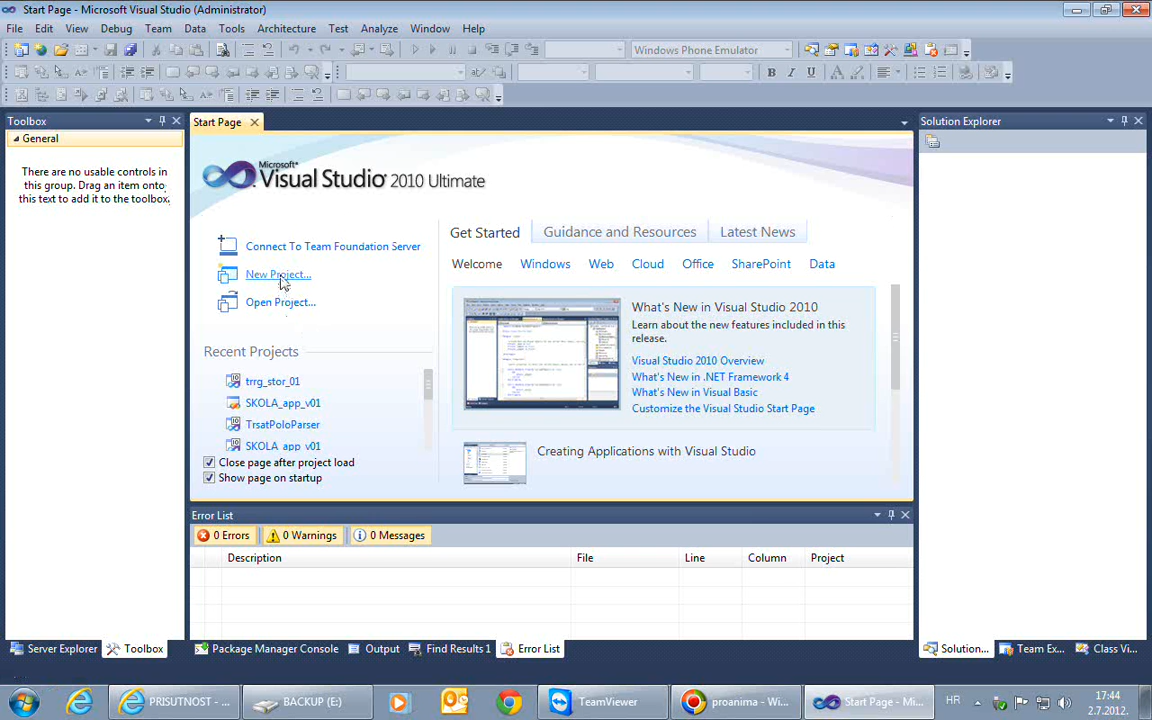 Start Page - Microsoft Visual Studio (Administrator)
File Edit View Debug Team Data Tools Architecture Test Analyze Window Help
Windows Phone Emulator
B I U
Toolbox
General
There are no usable controls in
this group. Drag an item onto
this text to add it to the toolbox.
Start Page
Microsoft®
Visual Studio 2010 Ultimate
Connect To Team Foundation Server
New Project...
Open Project...
Recent Projects
trrg_stor_01
SKOLA_app_v01
TrsatPoloParser
SKOLA_app_v01
Close page after project load
Show page on startup
Get Started Guidance and Resources Latest News
Welcome Windows Web Cloud Office SharePoint Data
What's New in Visual Studio 2010
Learn about the new features included in this
release.
Visual Studio 2010 Overview
What's New in .NET Framework 4
What's New in Visual Basic
Customize the Visual Studio Start Page
Creating Applications with Visual Studio
Solution Explorer
Error List
0 Errors 0 Warnings 0 Messages
Description File Line Column Project
Server Explorer Toolbox Package Manager Console Output Find Results 1 Error List Solution... Team Ex... Class Vi...
PRISUTNOST - ... BACKUP (E:) TeamViewer proanima - Wi... Start Page - Mi... HR
17:44
2.7.2012.